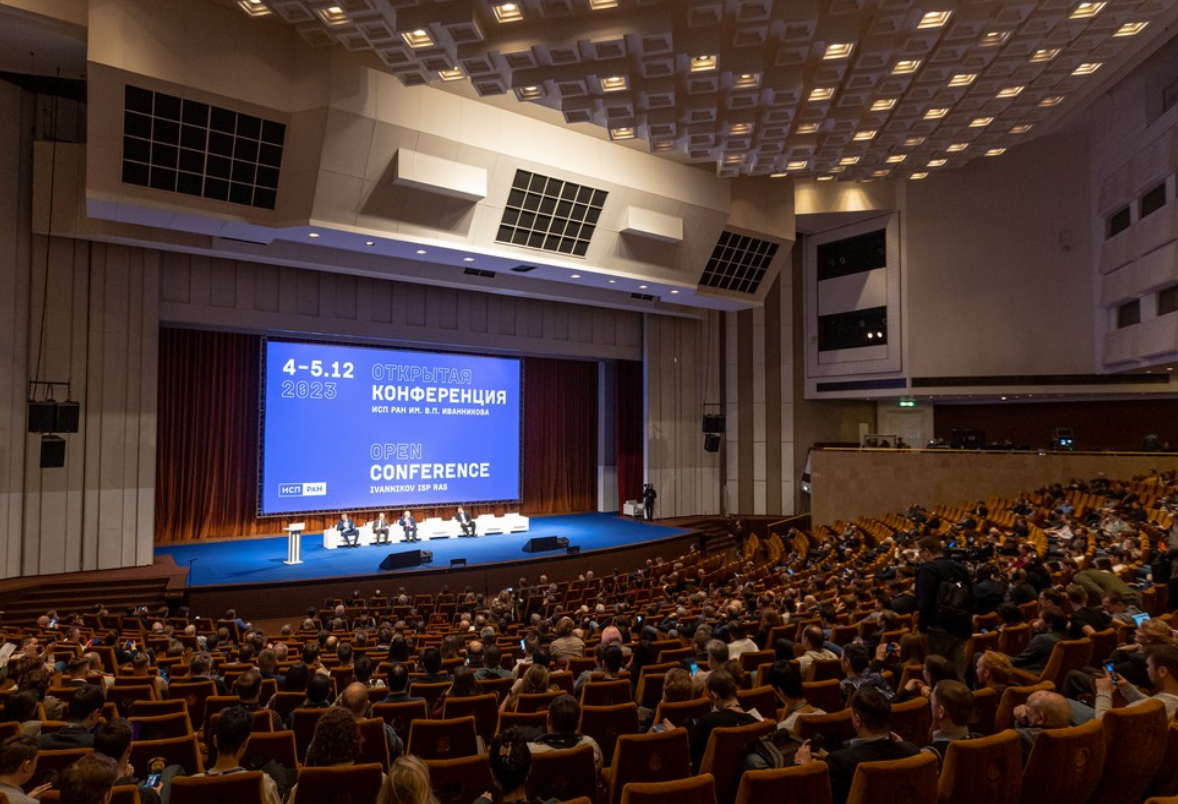 4–5.12
2023
ОТКРЫТАЯ
КОНФЕРЕНЦИЯ
ИСП РАН ИМ. В.П. ИВАННИКОВА
OPEN
CONFERENCE
IVANNIKOV ISP RAS
ИСП РАН